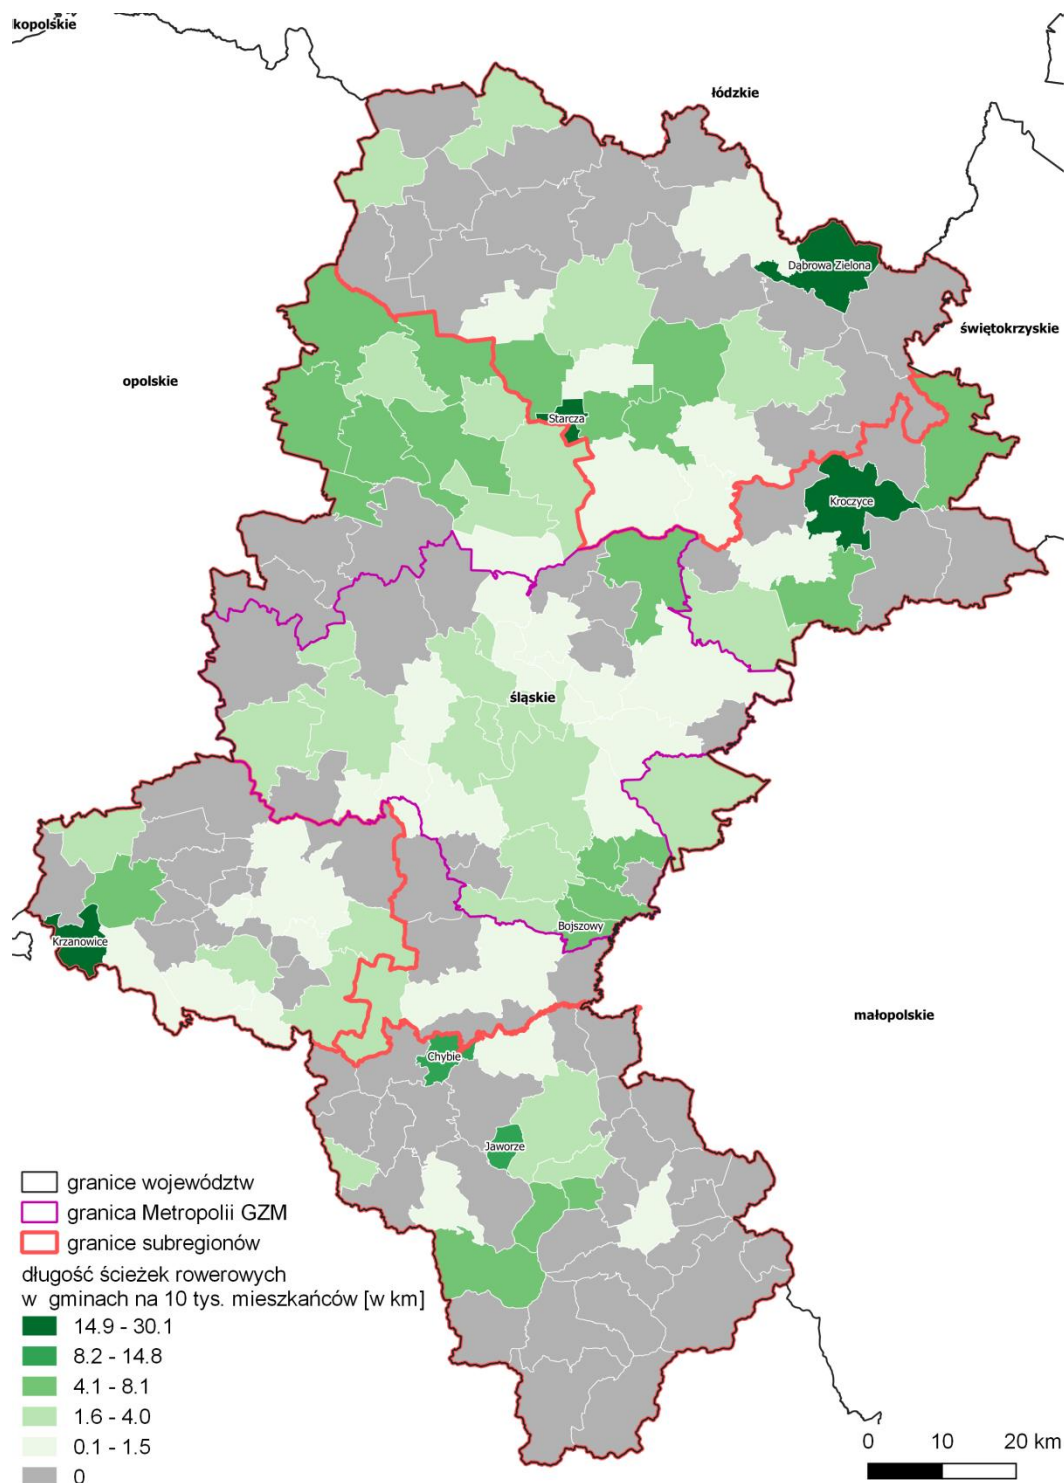 lkopolskie
łódzkie
Dąbrowa Zielona
świętokrzyskie
opolskie
Starcza
Kroczyce
śląskie
Bojszowy
Krzanowice
małopolskie
Chybie
Jaworze
granice województw
granica Metropolii GZM
granice subregionów
długość ścieżek rowerowych
w gminach na 10 tys. mieszkańców [w km]
14.9 - 30.1
8.2 - 14.8
4.1 - 8.1
1.6 - 4.0
0.1 - 1.5
0
0 10 20 km